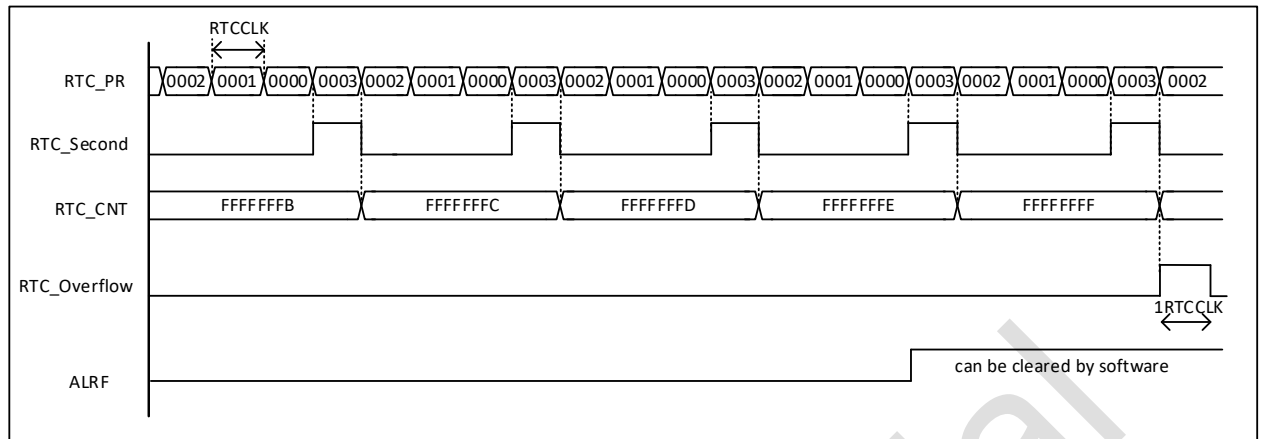 RTCCLK
RTC_PR 0002 0001 0000 0003 0002 0001 0000 0003 0002 0001 0000 0003 0002 0001 0000 0003 0002 0001 0000 0003 0002
RTC_Second
RTC_CNT FFFFFFFB FFFFFFFC FFFFFFFD FFFFFFFE FFFFFFFF
RTC_Overflow
1RTCCLK
can be cleared by software
ALRF